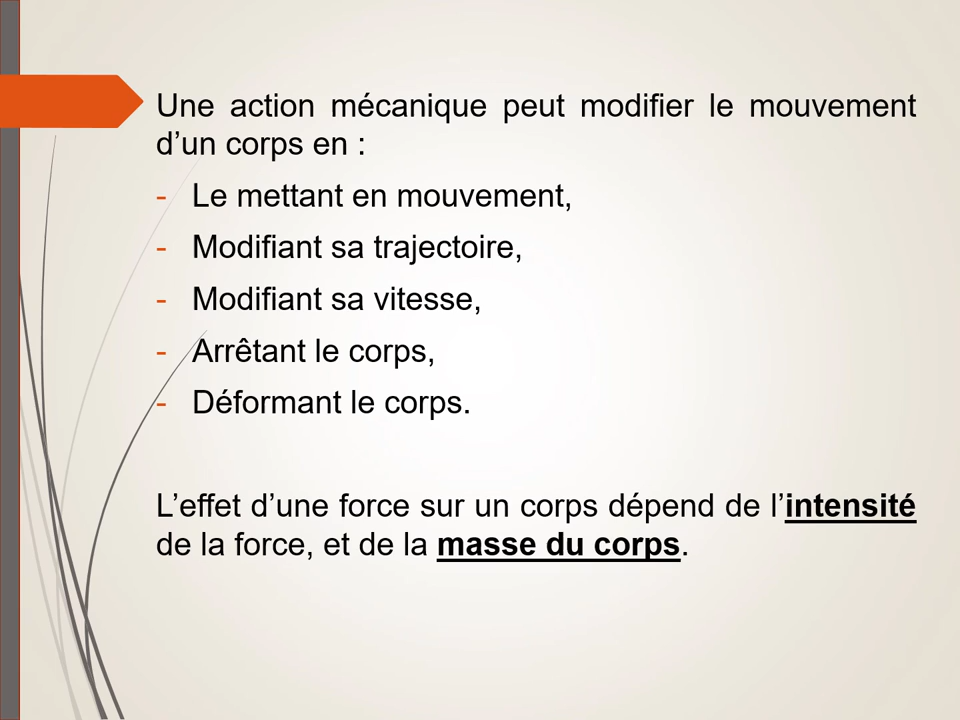 Une action mécanique peut modifier le mouvement
d’un corps en :
- Le mettant en mouvement,
- Modifiant sa trajectoire,
- Modifiant sa vitesse,
- Arrêtant le corps,
- Déformant le corps.
L’effet d’une force sur un corps dépend de l’intensité
de la force, et de la masse du corps.